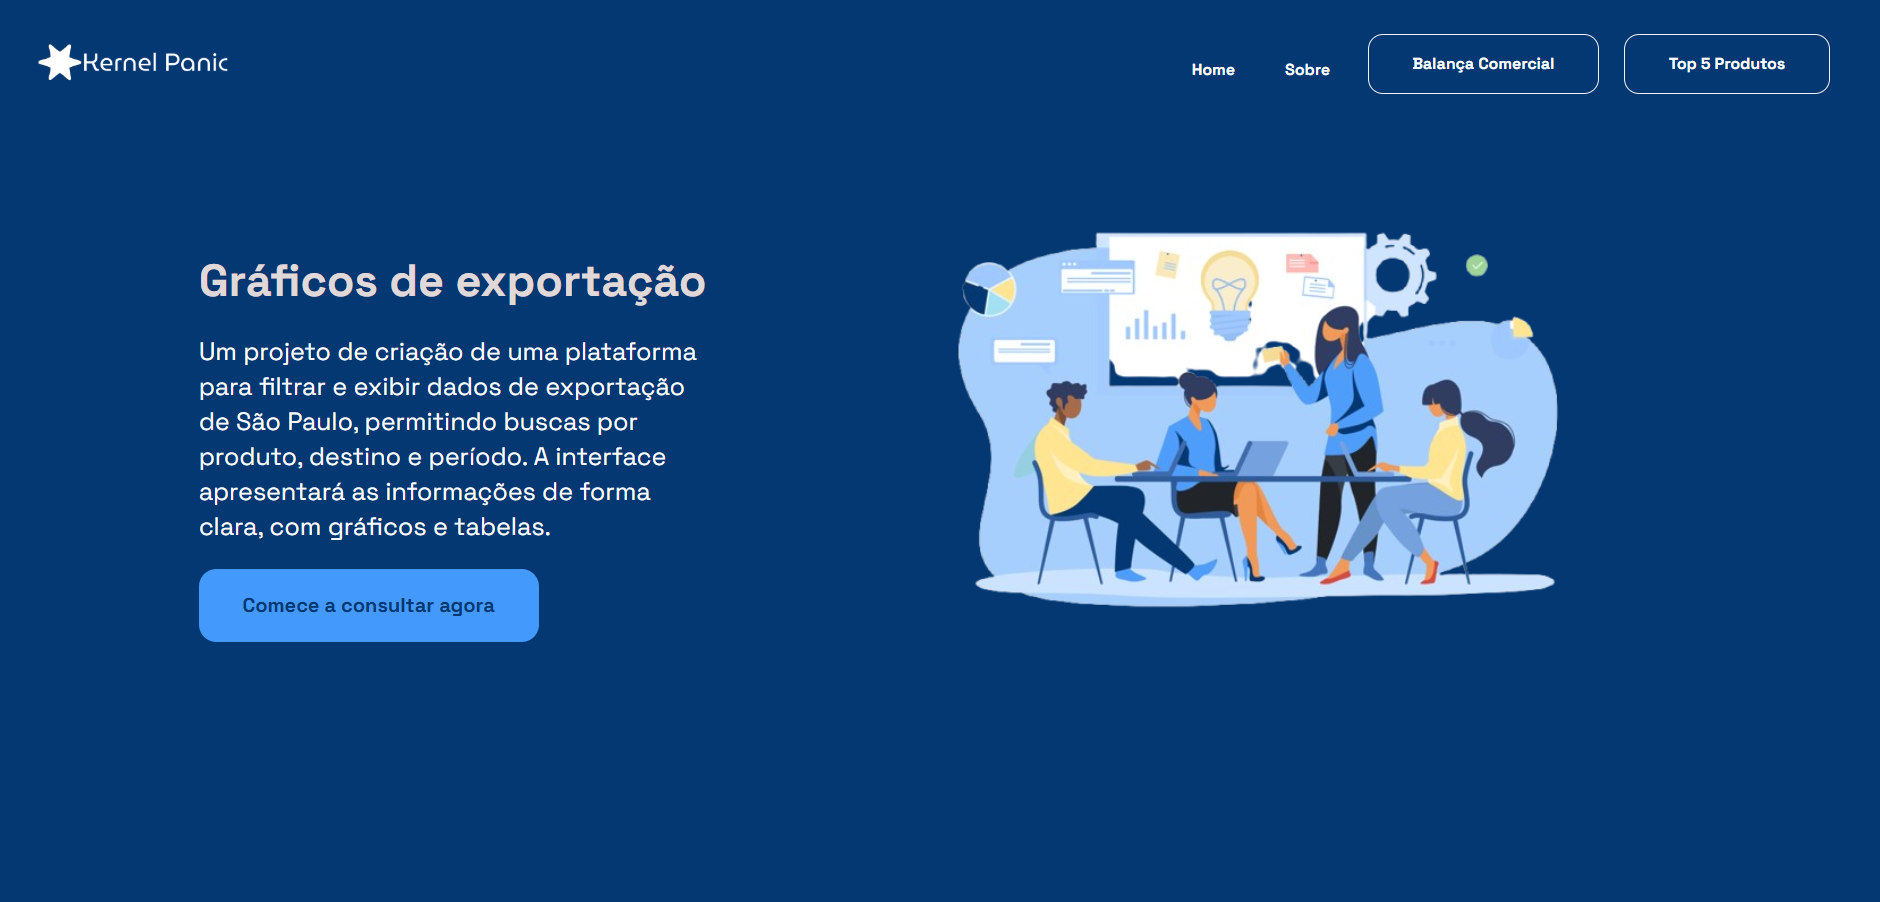 Kernel Panic
Home
Sobre
Balança Comercial
Top 5 Produtos
Gráficos de exportação
Um projeto de criação de uma plataforma
para filtrar e exibir dados de exportação
de São Paulo, permitindo buscas por
produto, destino e período. A interface
apresentará as informações de forma
clara, com gráficos e tabelas.
Comece a consultar agora